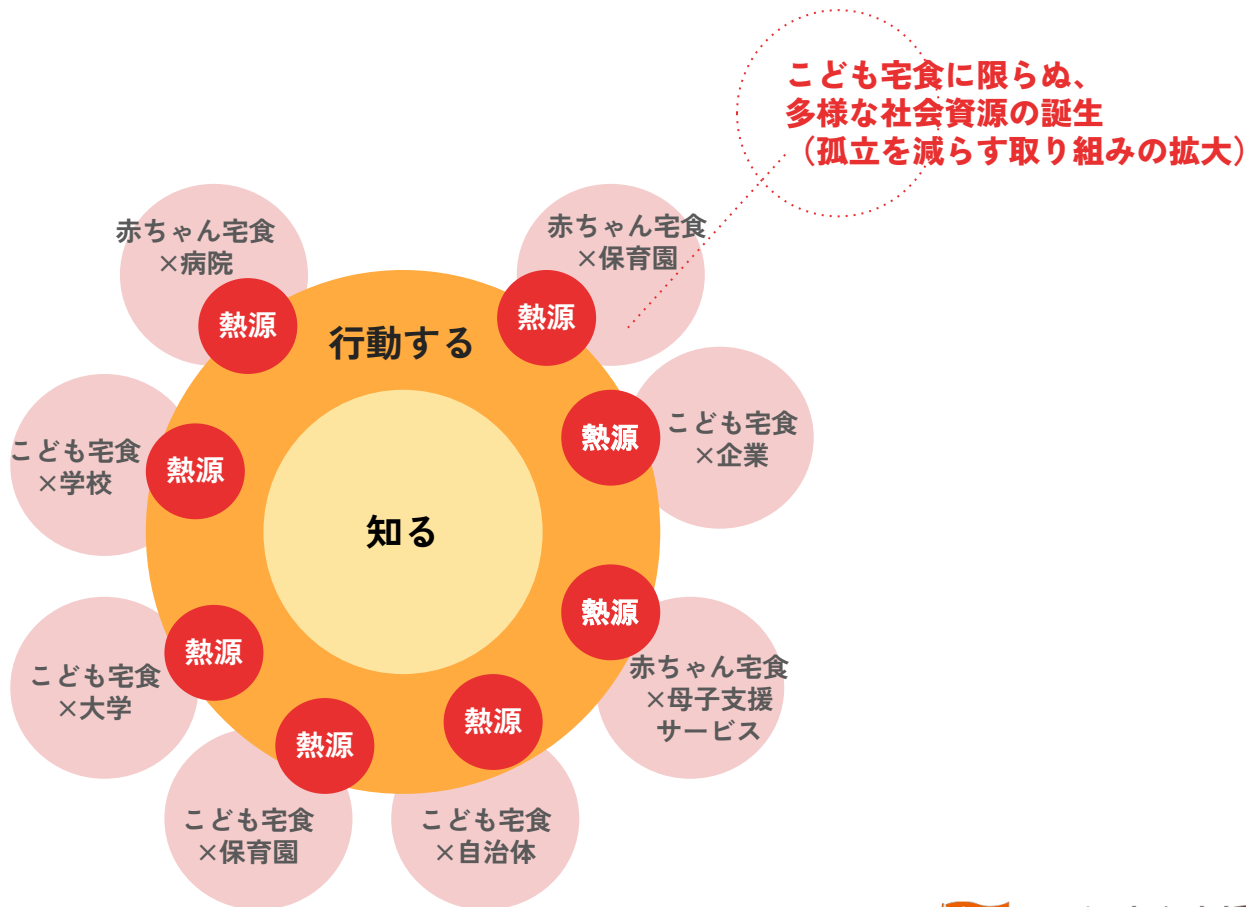 こども宅食に限らぬ、
多様な社会資源の誕生
（孤立を減らす取り組みの拡大）
赤ちゃん宅食
×病院
赤ちゃん宅食
×保育園
熱源
熱源
行動する
こども宅食
×企業
熱源
こども宅食
×学校
熱源
知る
熱源
赤ちゃん宅食
×母子支援
サービス
熱源
こども宅食
×大学
熱源
熱源
こども宅食
×保育園
こども宅食
×自治体